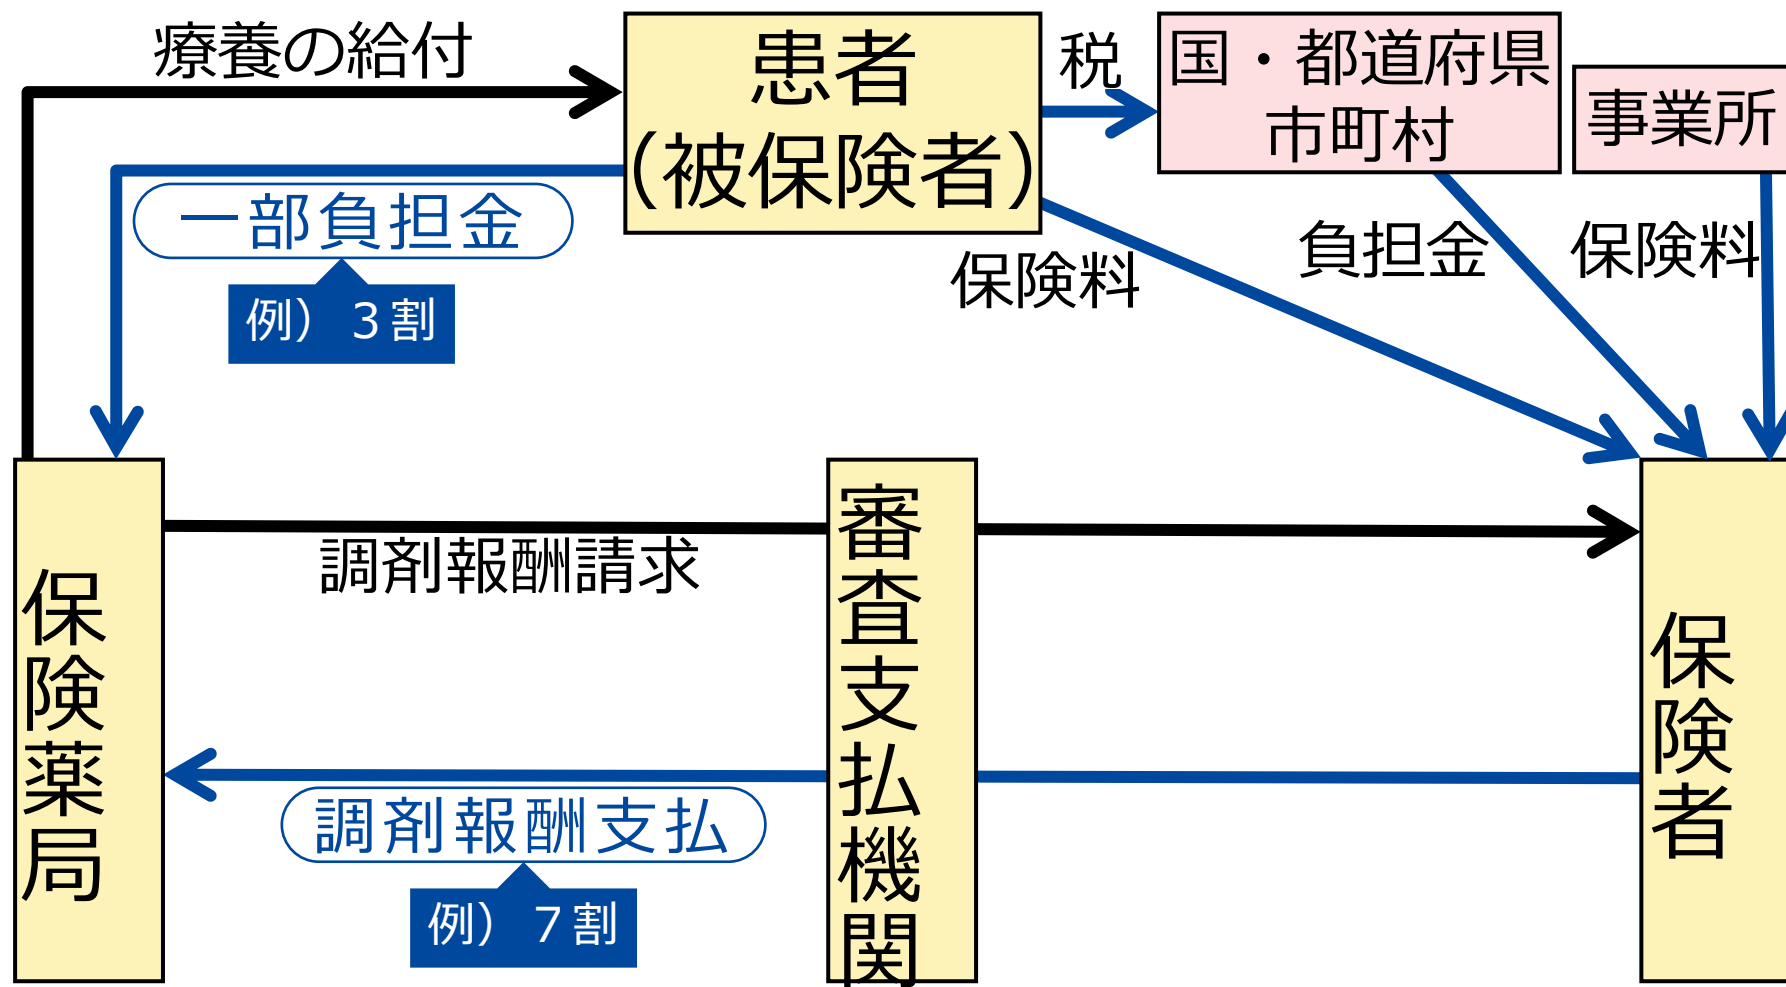 療養の給付
患者
（被保険者）
税
国・都道府県
市町村
事業所
一部負担金
例）３割
保険料
負担金
保険料
調剤報酬請求
保険薬局
審査支払機関
保険者
調剤報酬支払
例）７割